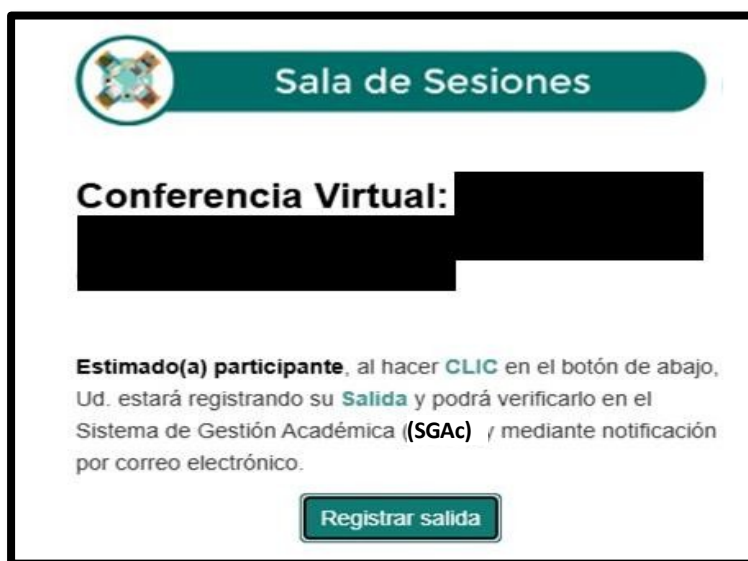 Sala de Sesiones
Conferencia Virtual:
Estimado(a) participante, al hacer CLIC en el botón de abajo,
Ud. estará registrando su Salida y podrá verificarlo en el
Sistema de Gestión Académica (SGAc) y mediante notificación
por correo electrónico.
Registrar salida